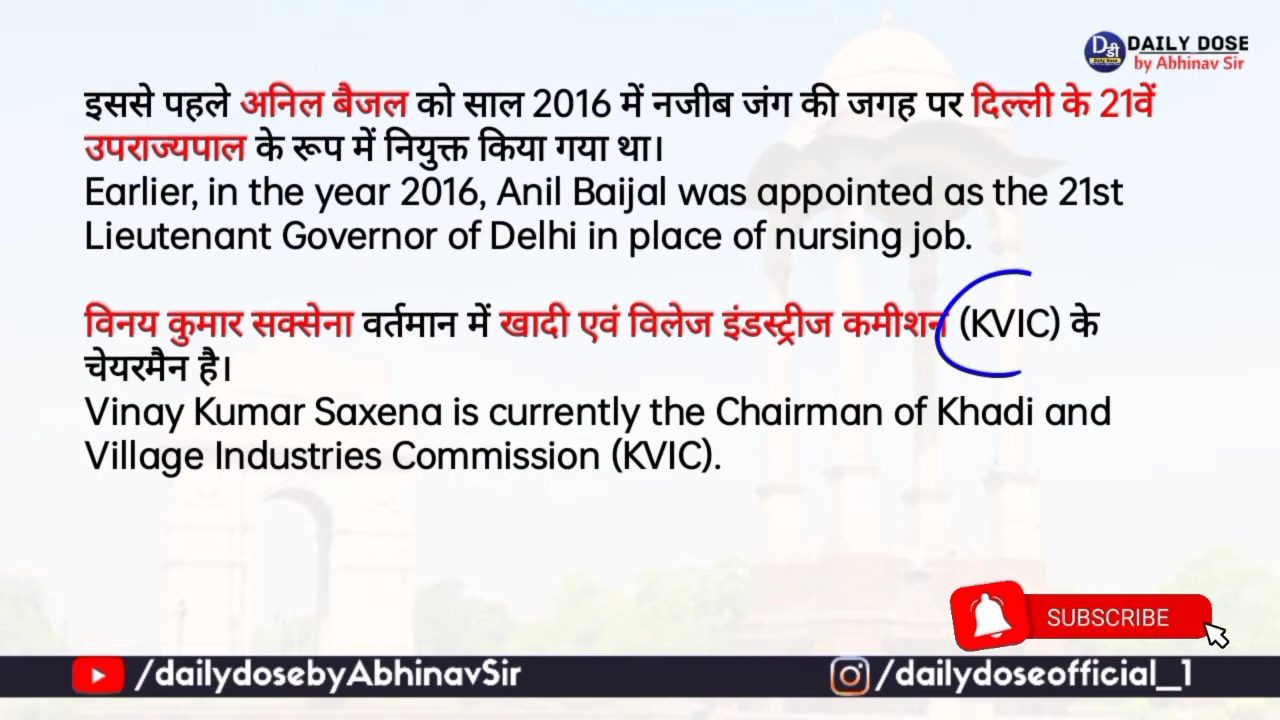 DAILY DOSE
by Abhinav Sir
इससे पहले अनिल बैजल को साल 2016 में नजीब जंग की जगह पर दिल्ली के 21वें
उपराज्यपाल के रूप में नियुक्त किया गया था।
Earlier, in the year 2016, Anil Baijal was appointed as the 21st
Lieutenant Governor of Delhi in place of nursing job.
विनय कुमार सक्सेना वर्तमान में खादी एवं विलेज इंडस्ट्रीज कमीशन (KVIC) के
चेयरमैन है।
Vinay Kumar Saxena is currently the Chairman of Khadi and
Village Industries Commission (KVIC).
SUBSCRIBE
/dailydosebyAbhinavSir
/dailydoseofficial_1